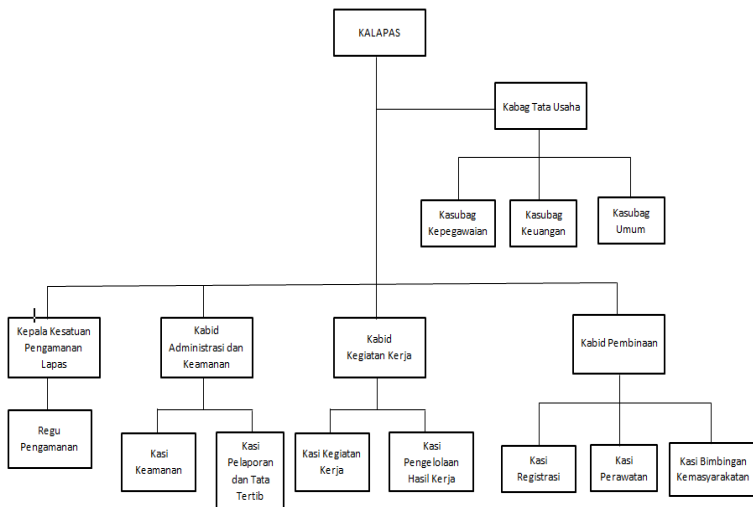 KALAPAS
Kabag Tata Usaha
Kasubag
Kepegawaian
Kasubag
Keuangan
Kasubag
Umum
Kepala Kesatuan
Pengamanan
Lapas
Kabid
Administrasi dan
Keamanan
Kabid
Kegiatan Kerja
Kabid Pembinaan
Regu
Pengamanan
Kasi
Keamanan
Kasi
Pelaporan
dan Tata
Tertib
Kasi Kegiatan
Kerja
Kasi
Pengelolaan
Hasil Kerja
Kasi
Registrasi
Kasi
Perawatan
Kasi Bimbingan
Kemasyarakatan